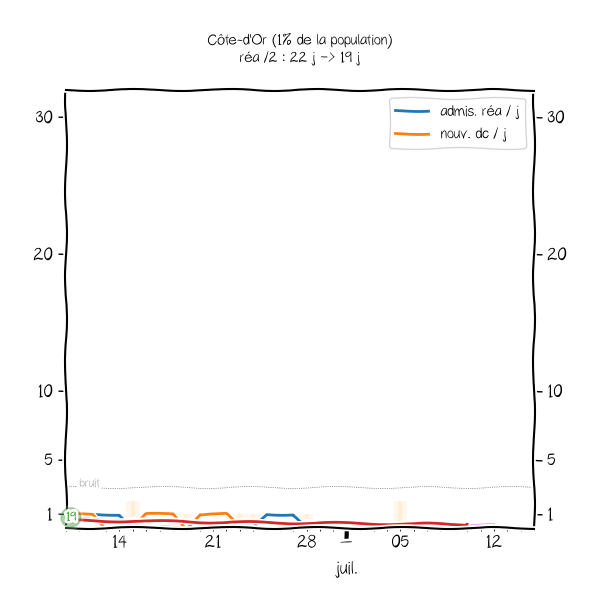 Côte-d'Or (1% de la population)
réa /2 : 22 j -> 19 j
admis. réa / j
nouv. dc / j
30
30
20
20
10
10
5
5
bruit
19
1
1
14
21
28
05
12
juil.